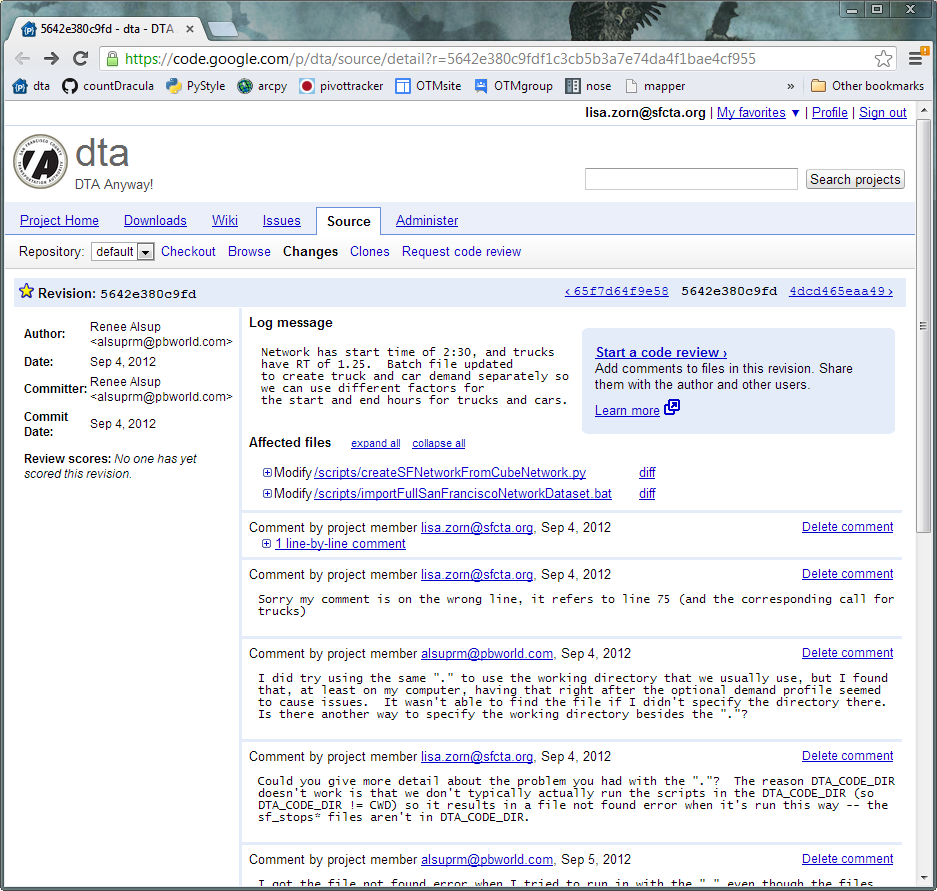 5642e380c9fd - dta - DTA
https://code.google.com/p/dta/source/detail?r=5642e380c9fdf1c3cb5b3a7e74da4f1bae4cf955
dta countDracula PyStyle arcpy pivottracker OTMsite OTMgroup nose mapper » Other bookmarks
lisa.zorn@sfcta.org | My favorites ▼ | Profile | Sign out
dta
DTA Anyway!
Search projects
Project Home Downloads Wiki Issues Source Administer
Repository: default Checkout Browse Changes Clones Request code review
Revision: 5642e380c9fd ‹ 65f7d64f9e58 5642e380c9fd 4dcd465eaa49 ›
Author: Renee Alsup
<alsuprm@pbworld.com>
Date: Sep 4, 2012
Committer: Renee Alsup
<alsuprm@pbworld.com>
Commit
Date: Sep 4, 2012
Review scores: No one has yet
scored this revision.
Log message
Network has start time of 2:30, and trucks
have RT of 1.25.  Batch file updated
to create truck and car demand separately so
we can use different factors for
the start and end hours for trucks and cars.
Start a code review ›
Add comments to files in this revision. Share
them with the author and other users.
Learn more
Affected files expand all collapse all
Modify /scripts/createSFNetworkFromCubeNetwork.py diff
Modify /scripts/importFullSanFranciscoNetworkDataset.bat diff
Comment by project member lisa.zorn@sfcta.org, Sep 4, 2012 Delete comment
1 line-by-line comment
Comment by project member lisa.zorn@sfcta.org, Sep 4, 2012 Delete comment
Sorry my comment is on the wrong line, it refers to line 75 (and the corresponding call for
trucks)
Comment by project member alsuprm@pbworld.com, Sep 4, 2012 Delete comment
I did try using the same "." to use the working directory that we usually use, but I found
that, at least on my computer, having that right after the optional demand profile seemed
to cause issues.  It wasn't able to find the file if I didn't specify the directory there.
Is there another way to specify the working directory besides the "."?
Comment by project member lisa.zorn@sfcta.org, Sep 4, 2012 Delete comment
Could you give more detail about the problem you had with the "."?  The reason DTA_CODE_DIR
doesn't work is that we don't typically actually run the scripts in the DTA_CODE_DIR (so
DTA_CODE_DIR != CWD) so it results in a file not found error when it's run this way -- the
sf_stops* files aren't in DTA_CODE_DIR.
Comment by project member alsuprm@pbworld.com, Sep 5, 2012 Delete comment
I got the file not found error when I tried to run in with the "." even though the files